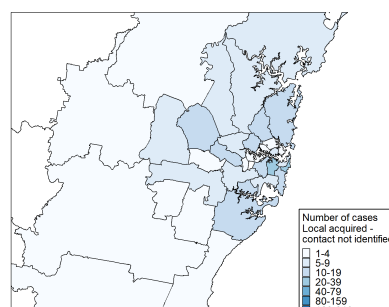 Number of cases
Local acquired -
contact not identified
1-4
5-9
10-19
20-39
40-79
80-159